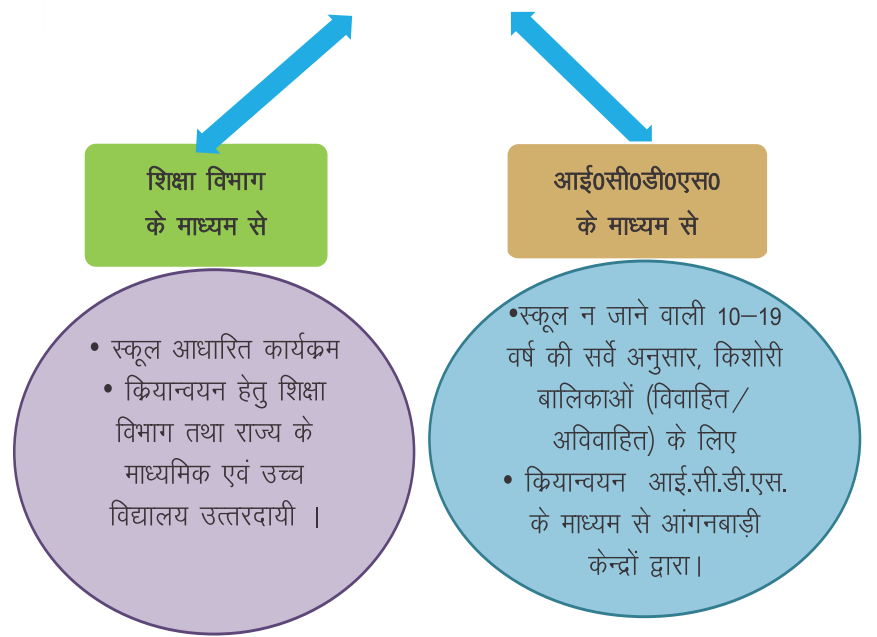 शिक्षा विभाग
के माध्यम से
• स्कूल आधारित कार्यक्रम
• क्रियान्वयन हेतु शिक्षा
विभाग तथा राज्य के
माध्यमिक एवं उच्च
विद्यालय उत्तरदायी ।
आई0सी0डी0एस0
के माध्यम से
•स्कूल न जाने वाली 10–19
वर्ष की सर्वे अनुसार, किशोरी
बालिकाओं (विवाहित/
अविवाहित) के लिए
• क्रियान्वयन आई.सी.डी.एस.
के माध्यम से आंगनबाड़ी
केन्द्रों द्वारा।